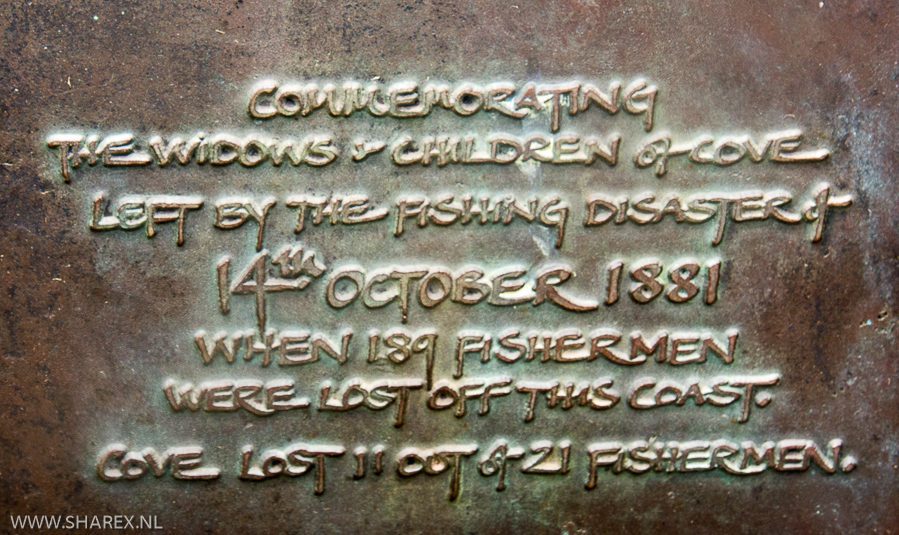 COMMEMORATING
THE WIDOWS & CHILDREN of COVE
LEFT BY THE FISHING DISASTER of
14th OCTOBER 1881
WHEN 189 FISHERMEN
WERE LOST OFF THIS COAST.
COVE LOST 11 OUT of 21 FISHERMEN.
WWW.SHAREX.NL